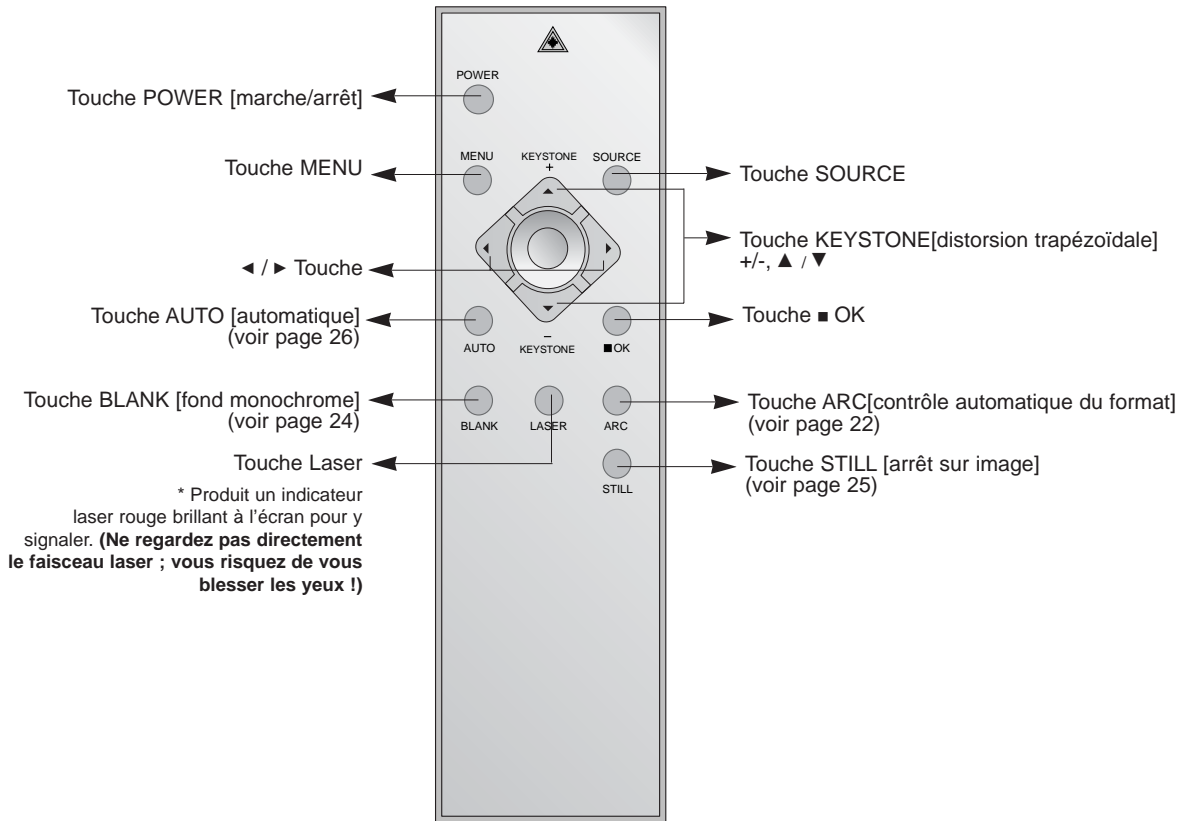 POWER
Touche POWER [marche/arrêt]
MENU
KEYSTONE
+
SOURCE
Touche MENU
Touche SOURCE
Touche KEYSTONE[distorsion trapézoïdale]
+/-, ▲ / ▼
◄ / ► Touche
Touche AUTO [automatique]
(voir page 26)
Touche ■ OK
AUTO
–
KEYSTONE
■OK
Touche BLANK [fond monochrome]
(voir page 24)
BLANK
LASER
ARC
Touche ARC[contrôle automatique du format]
(voir page 22)
Touche Laser
* Produit un indicateur
laser rouge brillant à l'écran pour y
signaler. (Ne regardez pas directement
le faisceau laser ; vous risquez de vous
blesser les yeux !)
STILL
Touche STILL [arrêt sur image]
(voir page 25)